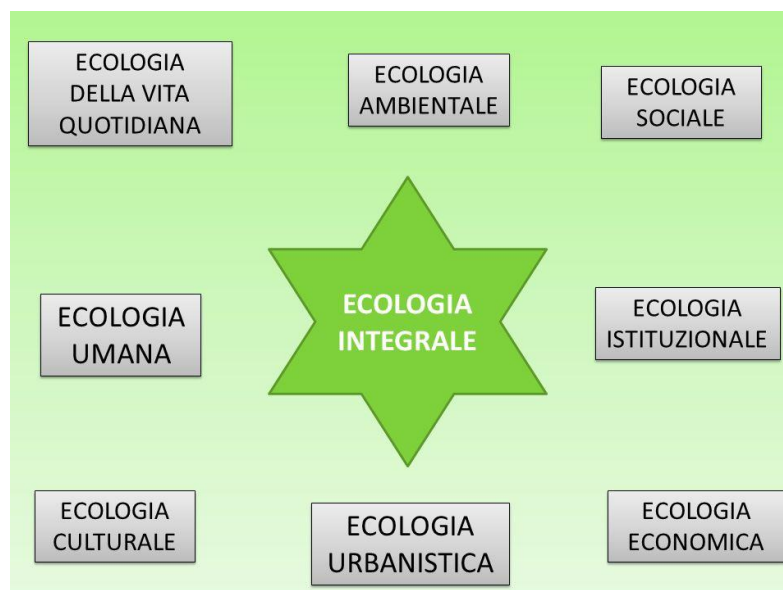 ECOLOGIA
DELLA VITA
QUOTIDIANA
ECOLOGIA
AMBIENTALE
ECOLOGIA
SOCIALE
ECOLOGIA
UMANA
ECOLOGIA
INTEGRALE
ECOLOGIA
ISTITUZIONALE
ECOLOGIA
CULTURALE
ECOLOGIA
URBANISTICA
ECOLOGIA
ECONOMICA